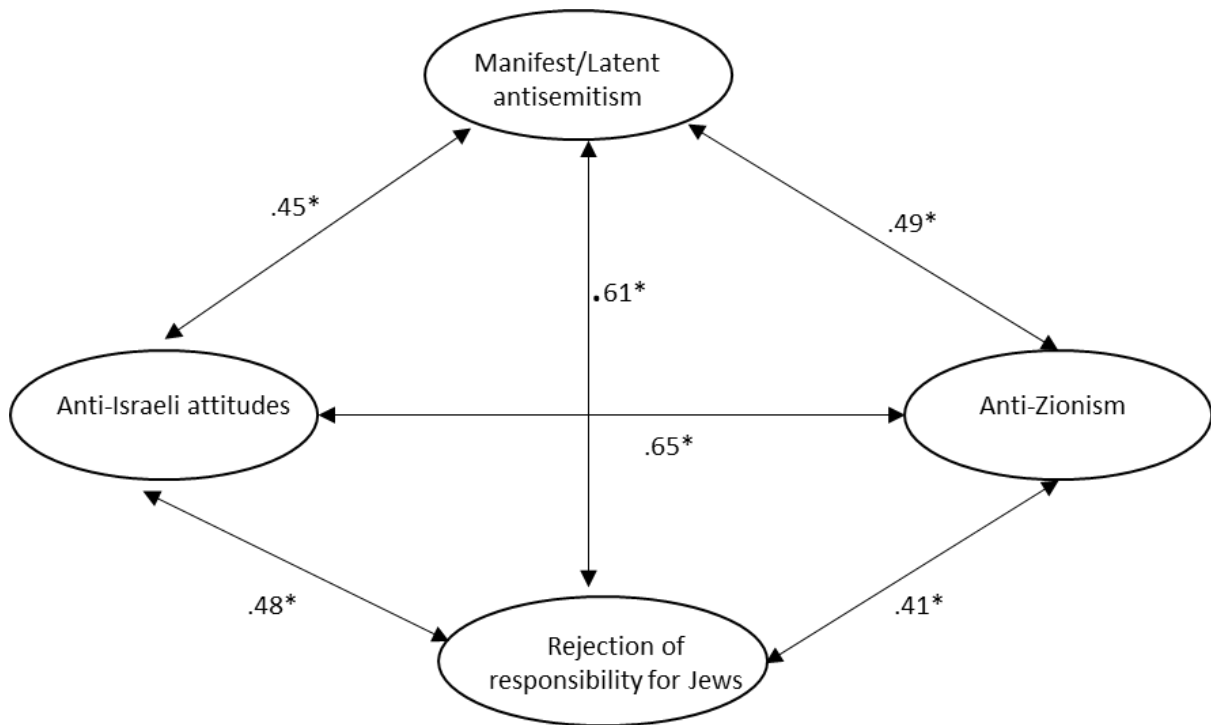 Manifest/Latent
antisemitism
.45*
.49*
.61*
Anti-Israeli attitudes
Anti-Zionism
.65*
.48*
.41*
Rejection of
responsibility for Jews